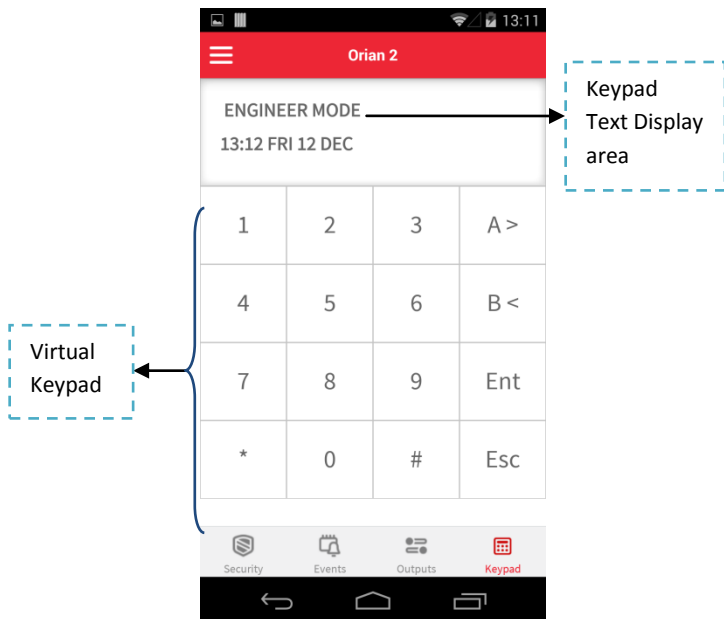 13:11
Orian 2
ENGINEER MODE
13:12 FRI 12 DEC
Keypad
Text Display
area
1 2 3 A >
4 5 6 B <
Virtual
Keypad
7 8 9 Ent
* 0 # Esc
Security Events Outputs Keypad